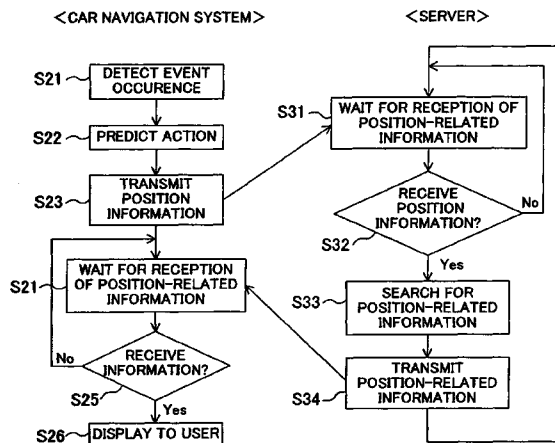 <CAR NAVIGATION SYSTEM>
S21
DETECT EVENT
OCCURENCE
S22
PREDICT ACTION
S23
TRANSMIT
POSITION
INFORMATION
S21
WAIT FOR RECEPTION
OF POSITION-RELATED
INFORMATION
No
RECEIVE
INFORMATION?
S25
Yes
S26
DISPLAY TO USER
<SERVER>
S31
WAIT FOR RECEPTION OF
POSITION-RELATED
INFORMATION
RECEIVE
POSITION
INFORMATION?
No
S32
Yes
S33
SEARCH FOR
POSITION-RELATED
INFORMATION
TRANSMIT
POSITION-RELATED
INFORMATION
S34